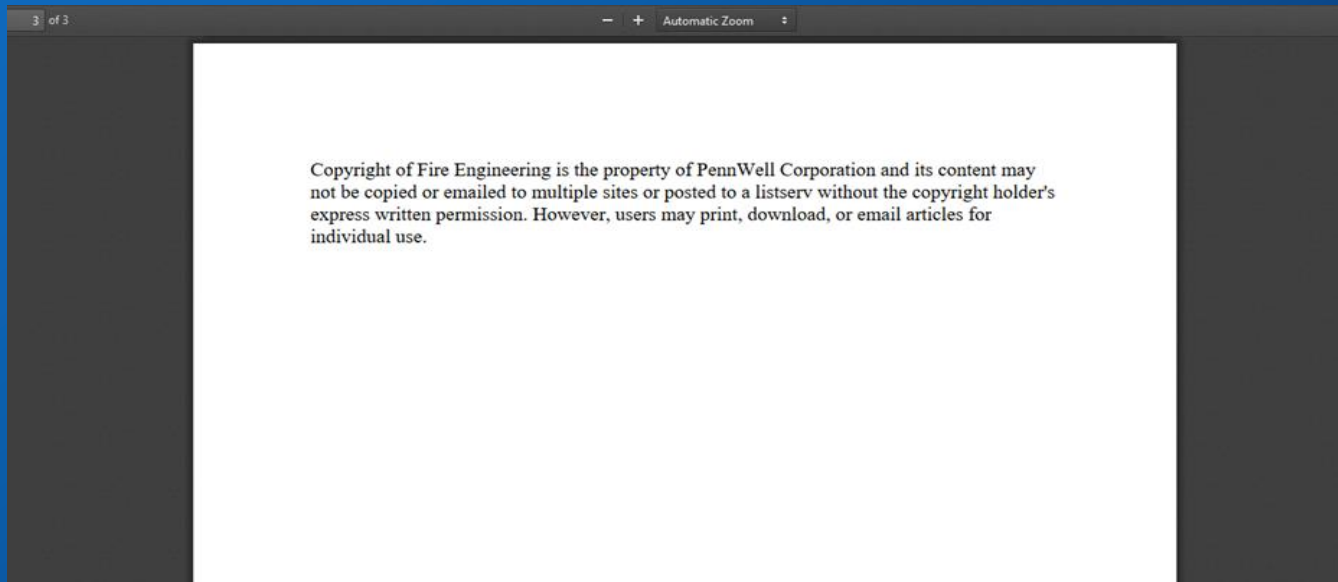 3 of 3
− + Automatic Zoom
Copyright of Fire Engineering is the property of PennWell Corporation and its content may
not be copied or emailed to multiple sites or posted to a listserv without the copyright holder's
express written permission. However, users may print, download, or email articles for
individual use.